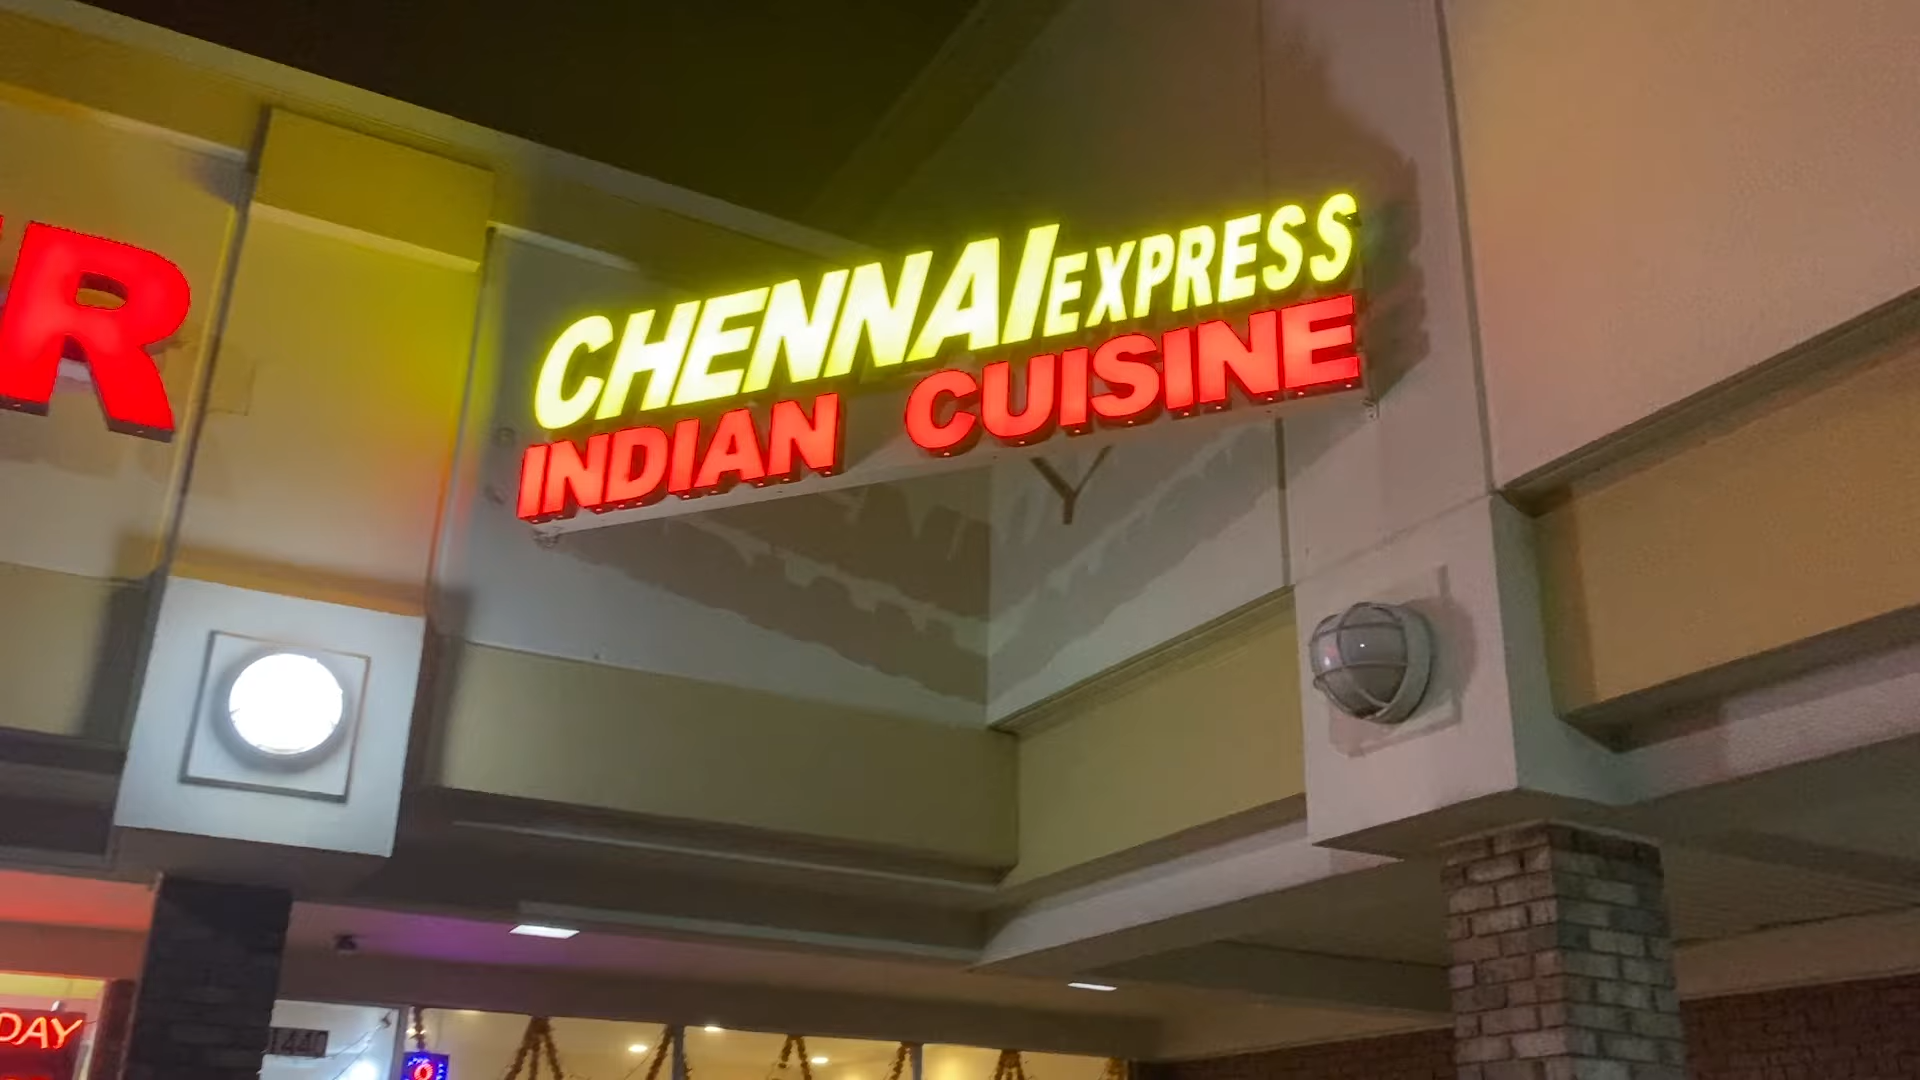 CHENNAI EXPRESS
INDIAN CUISINE
R
DAY
1440